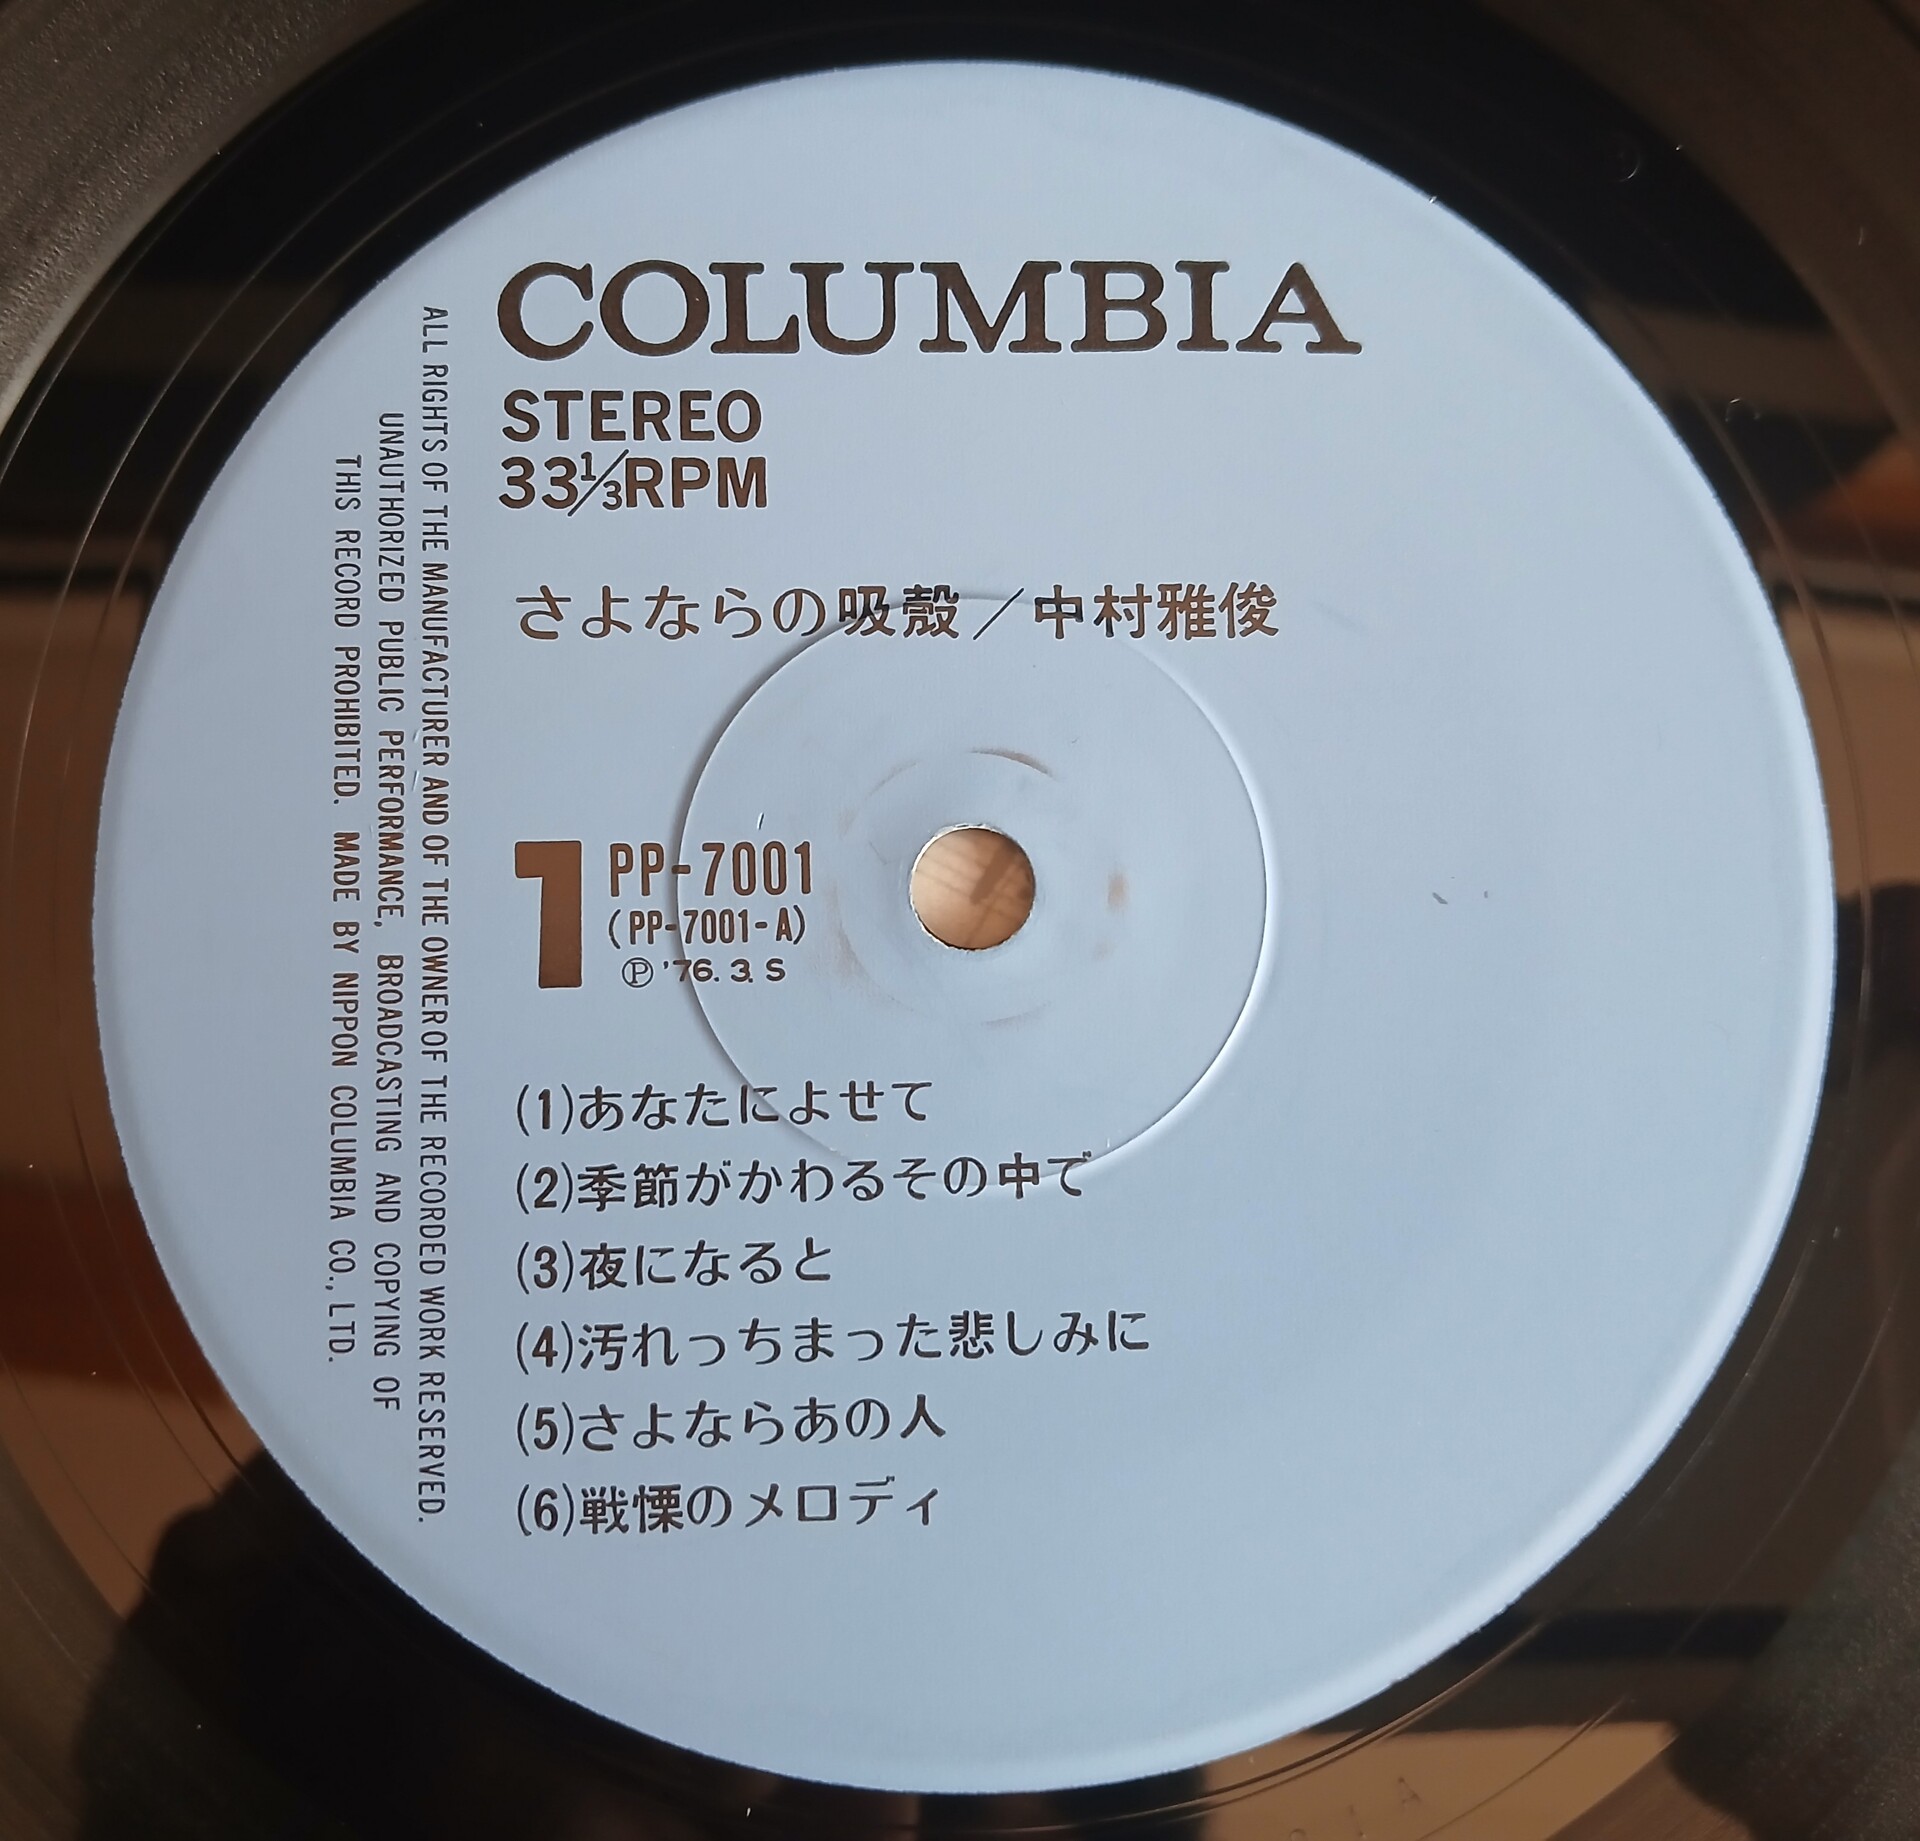 COLUMBIA
STEREO
33 1/3 RPM
さよならの吸殻／中村雅俊
1 PP-7001
(PP-7001-A)
Ⓟ '76. 3. S
(1)あなたによせて
(2)季節がかわるその中で
(3)夜になると
(4)汚れっちまった悲しみに
(5)さよならあの人
(6)戦慄のメロディ
ALL RIGHTS OF THE MANUFACTURER AND OF THE OWNER OF THE RECORDED WORK RESERVED.
UNAUTHORIZED PUBLIC PERFORMANCE, BROADCASTING AND COPYING OF
THIS RECORD PROHIBITED. MADE BY NIPPON COLUMBIA CO., LTD.